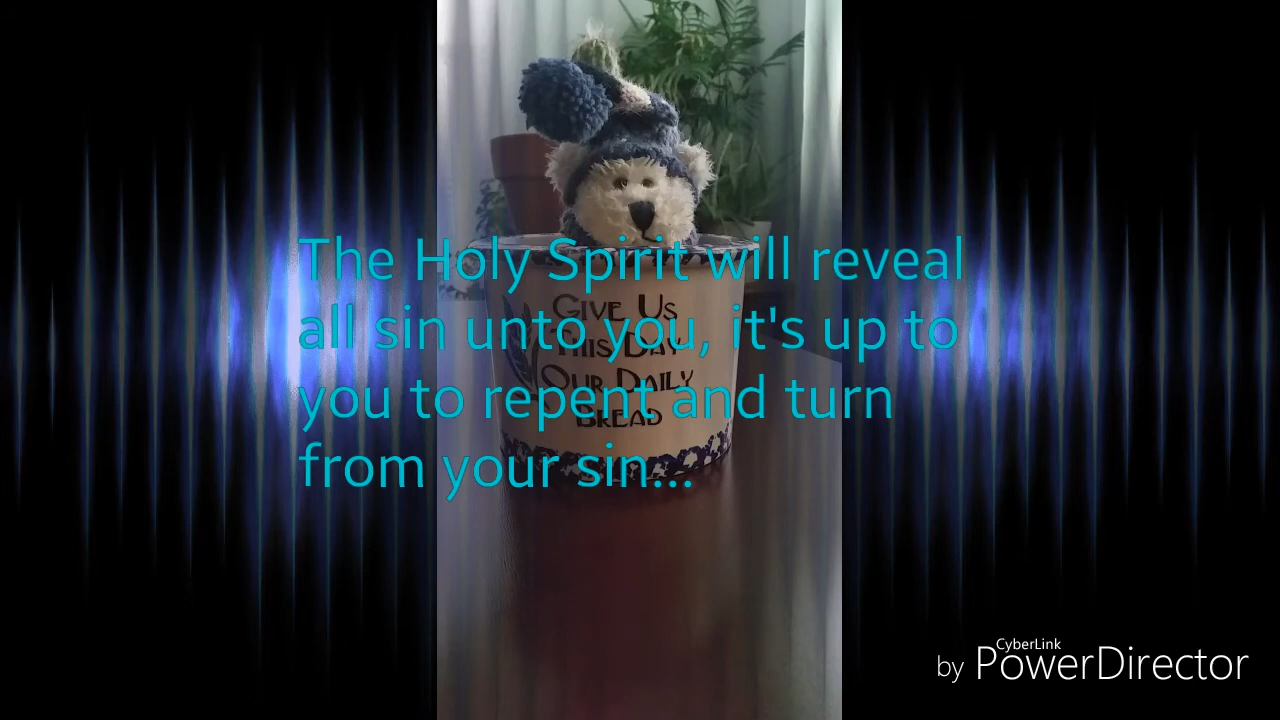 The Holy Spirit will reveal
all sin unto you, it's up to
you to repent and turn
from your sin...
GIVE US
THIS DAY
OUR DAILY
BREAD
CyberLink
by PowerDirector